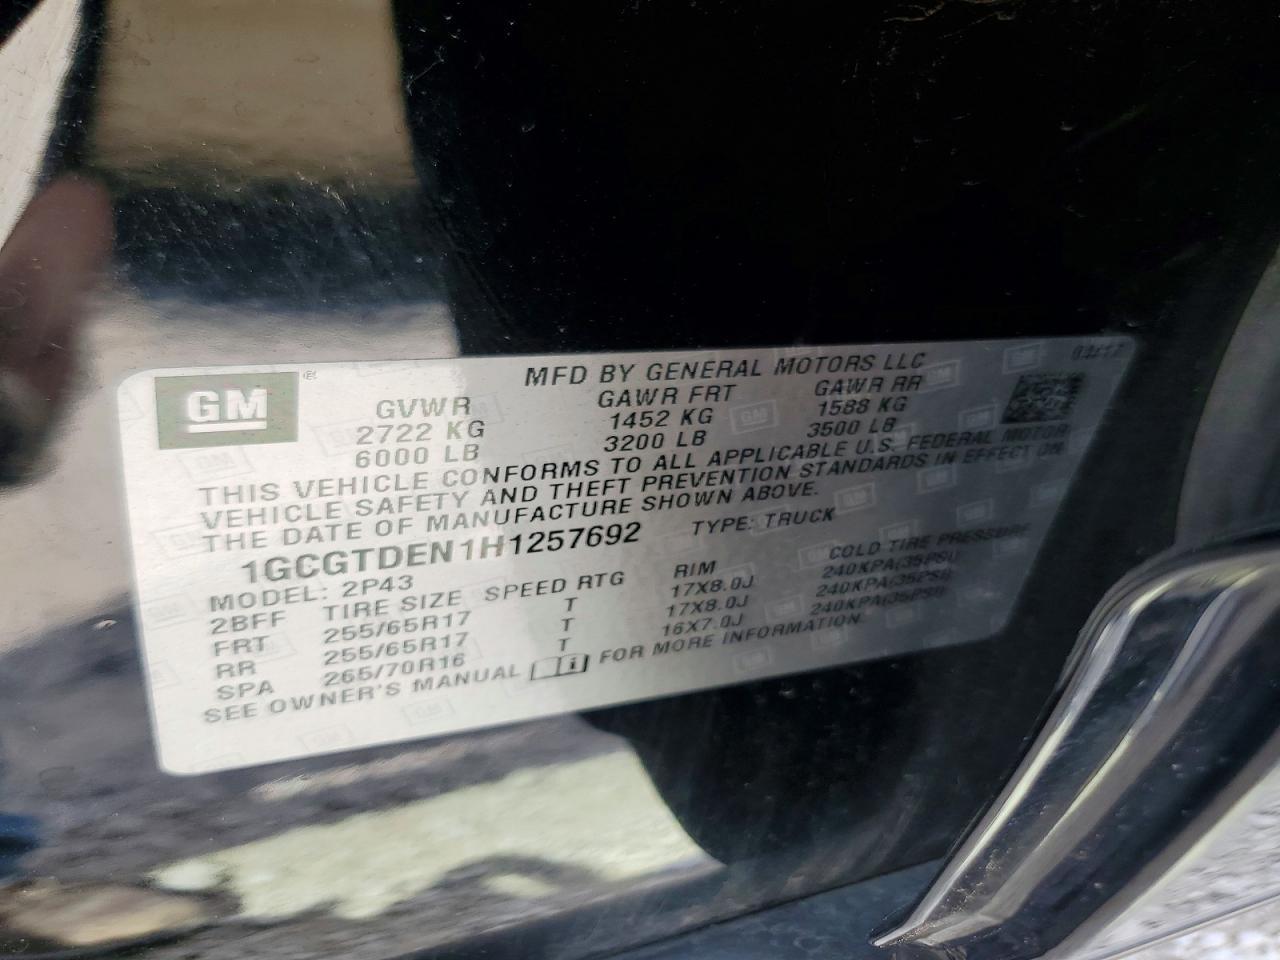 MFD BY GENERAL MOTORS LLC
GM ®
GVWR GAWR FRT GAWR RR
2722 KG 1452 KG 1588 KG
6000 LB 3200 LB 3500 LB
THIS VEHICLE CONFORMS TO ALL APPLICABLE U.S. FEDERAL MOTOR
VEHICLE SAFETY AND THEFT PREVENTION STANDARDS IN EFFECT ON
THE DATE OF MANUFACTURE SHOWN ABOVE.
1GCGTDEN1H1257692 TYPE: TRUCK
MODEL: 2P43
2BFF TIRE SIZE SPEED RTG RIM COLD TIRE PRESSURE
FRT 255/65R17 T 17X8.0J 240KPA(35PSI)
RR 255/65R17 T 17X8.0J 240KPA(35PSI)
SPA 265/70R16 T 16X7.0J 240KPA(35PSI)
SEE OWNER'S MANUAL i FOR MORE INFORMATION.